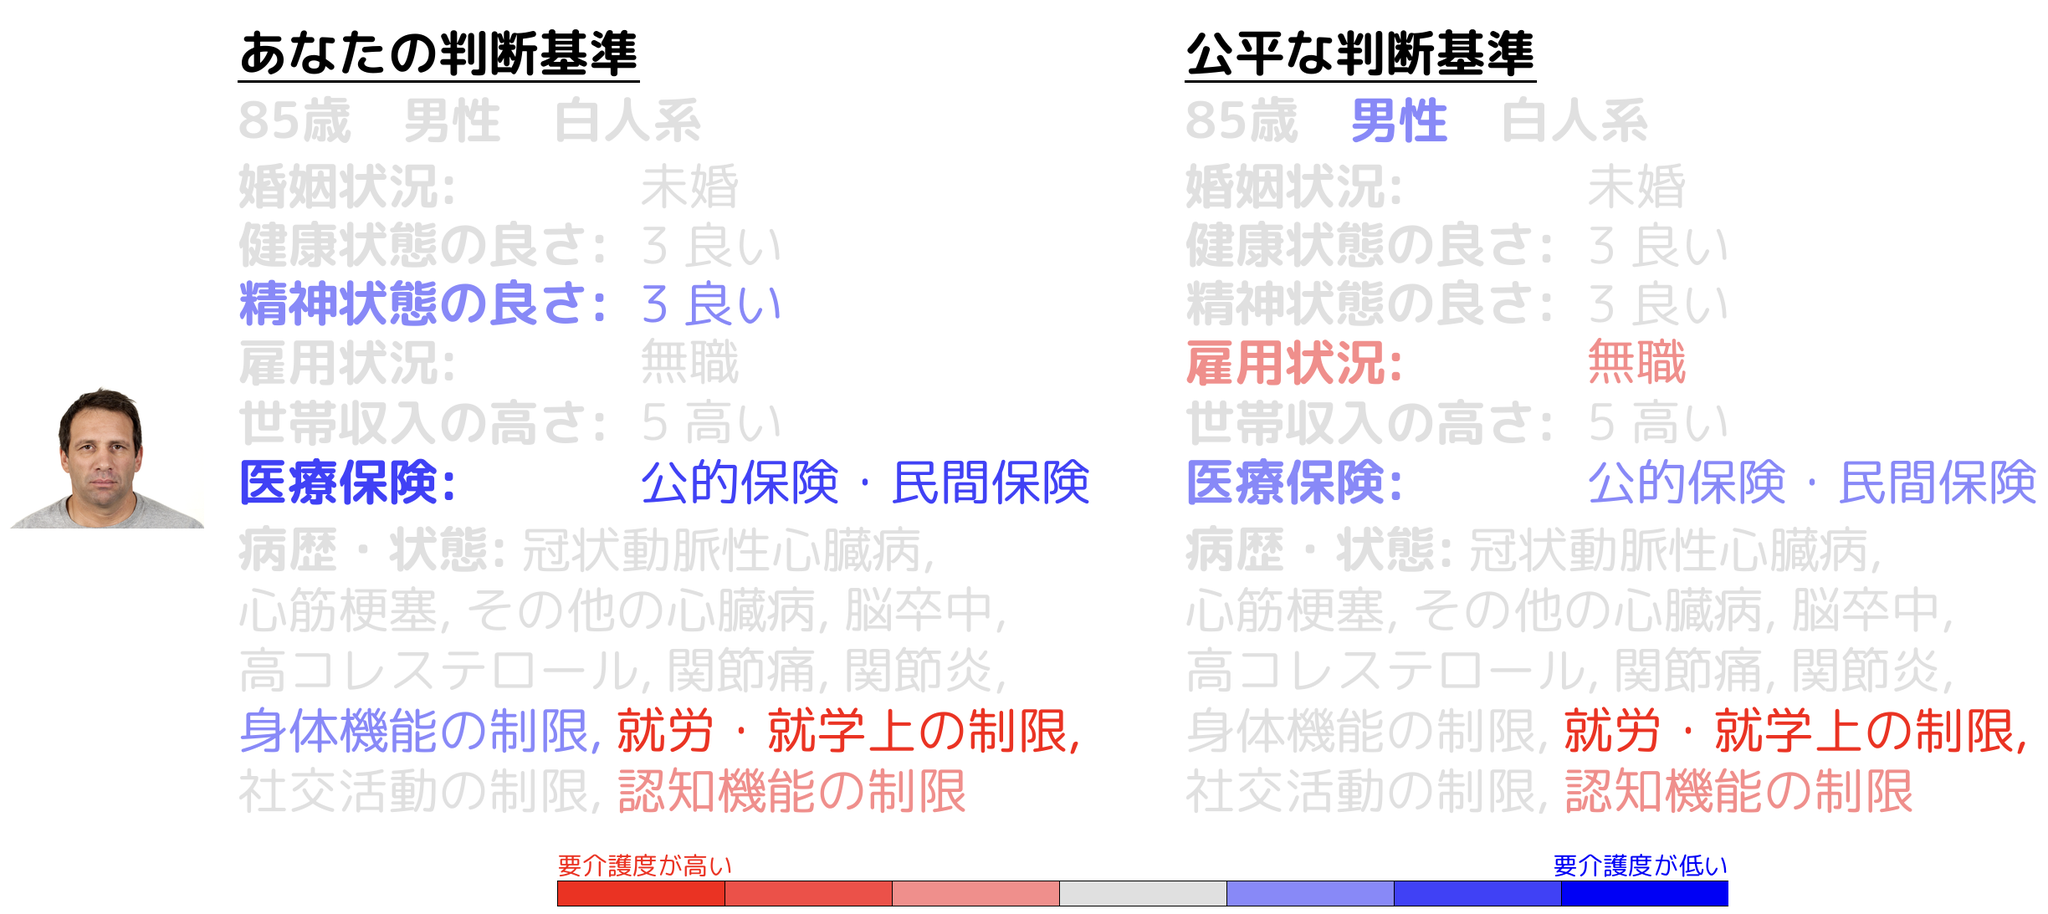 あなたの判断基準
85歳 男性 白人系
婚姻状況: 未婚
健康状態の良さ: 3 良い
精神状態の良さ: 3 良い
雇用状況: 無職
世帯収入の高さ: 5 高い
医療保険: 公的保険・民間保険
病歴・状態: 冠状動脈性心臓病,
心筋梗塞, その他の心臓病, 脳卒中,
高コレステロール, 関節痛, 関節炎,
身体機能の制限, 就労・就学上の制限,
社交活動の制限, 認知機能の制限
公平な判断基準
85歳 男性 白人系
婚姻状況: 未婚
健康状態の良さ: 3 良い
精神状態の良さ: 3 良い
雇用状況: 無職
世帯収入の高さ: 5 高い
医療保険: 公的保険・民間保険
病歴・状態: 冠状動脈性心臓病,
心筋梗塞, その他の心臓病, 脳卒中,
高コレステロール, 関節痛, 関節炎,
身体機能の制限, 就労・就学上の制限,
社交活動の制限, 認知機能の制限
要介護度が高い
要介護度が低い